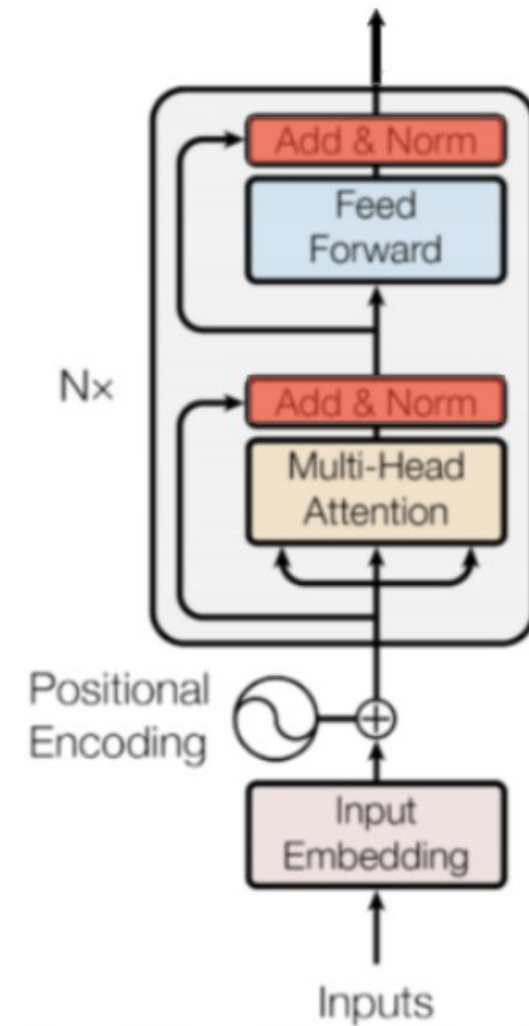 Add & Norm
Feed
Forward
Nx
Add & Norm
Multi-Head
Attention
Positional
Encoding
Input
Embedding
Inputs